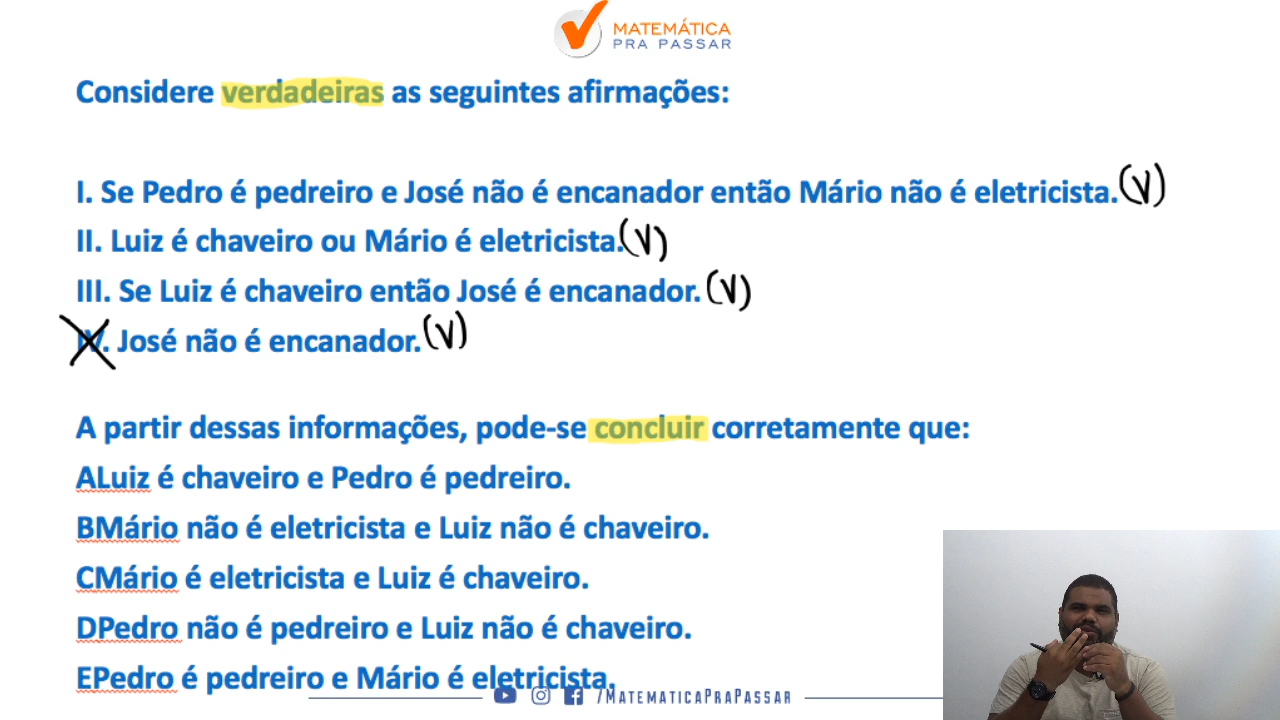 MATEMÁTICA
PRA PASSAR
Considere verdadeiras as seguintes afirmações:
I. Se Pedro é pedreiro e José não é encanador então Mário não é eletricista. (V)
II. Luiz é chaveiro ou Mário é eletricista. (V)
III. Se Luiz é chaveiro então José é encanador. (V)
IV. José não é encanador. (V)
A partir dessas informações, pode-se concluir corretamente que:
ALuiz é chaveiro e Pedro é pedreiro.
BMário não é eletricista e Luiz não é chaveiro.
CMário é eletricista e Luiz é chaveiro.
DPedro não é pedreiro e Luiz não é chaveiro.
EPedro é pedreiro e Mário é eletricista.
/MATEMATICAPRAPASSAR